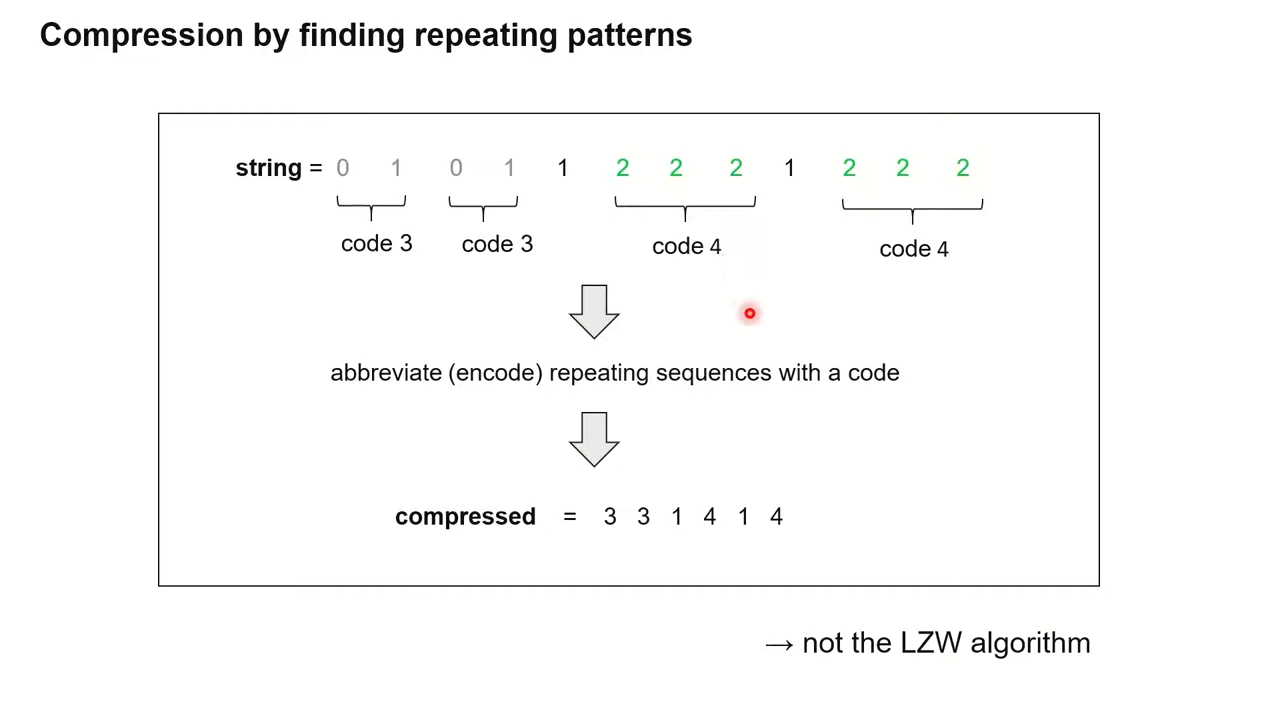 Compression by finding repeating patterns
string = 0 1 0 1 1 2 2 2 1 2 2 2
code 3 code 3 code 4 code 4
abbreviate (encode) repeating sequences with a code
compressed = 3 3 1 4 1 4
→ not the LZW algorithm